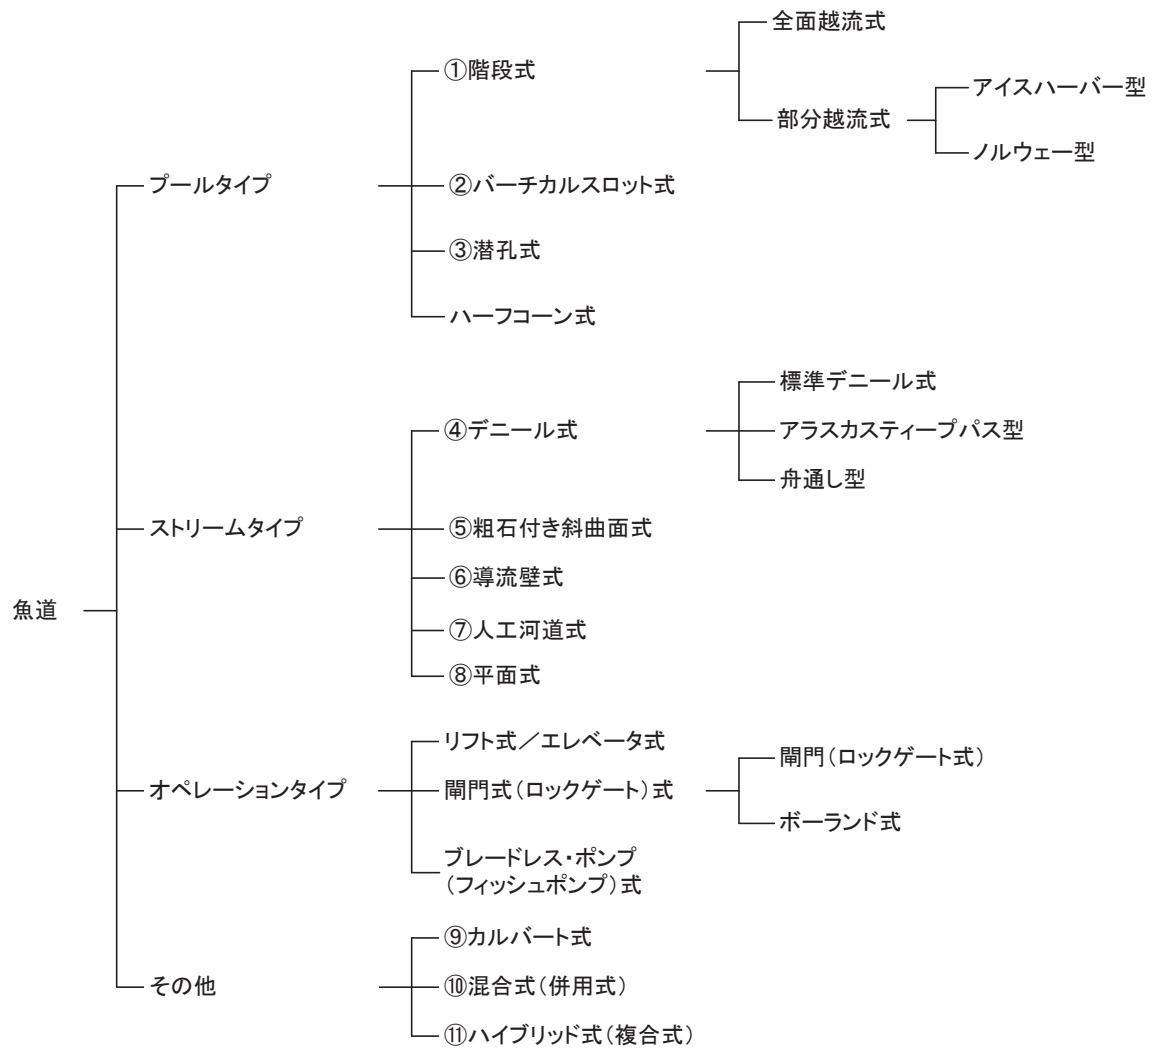 魚道
プールタイプ
①階段式
全面越流式
部分越流式
アイスハーバー型
ノルウェー型
②バーチカルスロット式
③潜孔式
ハーフコーン式
ストリームタイプ
④デニール式
標準デニール式
アラスカスティープパス型
舟通し型
⑤粗石付き斜曲面式
⑥導流壁式
⑦人工河道式
⑧平面式
オペレーションタイプ
リフト式／エレベータ式
閘門式（ロックゲート）式
閘門（ロックゲート式）
ボーランド式
ブレードレス・ポンプ
（フィッシュポンプ）式
その他
⑨カルバート式
⑩混合式（併用式）
⑪ハイブリッド式（複合式）